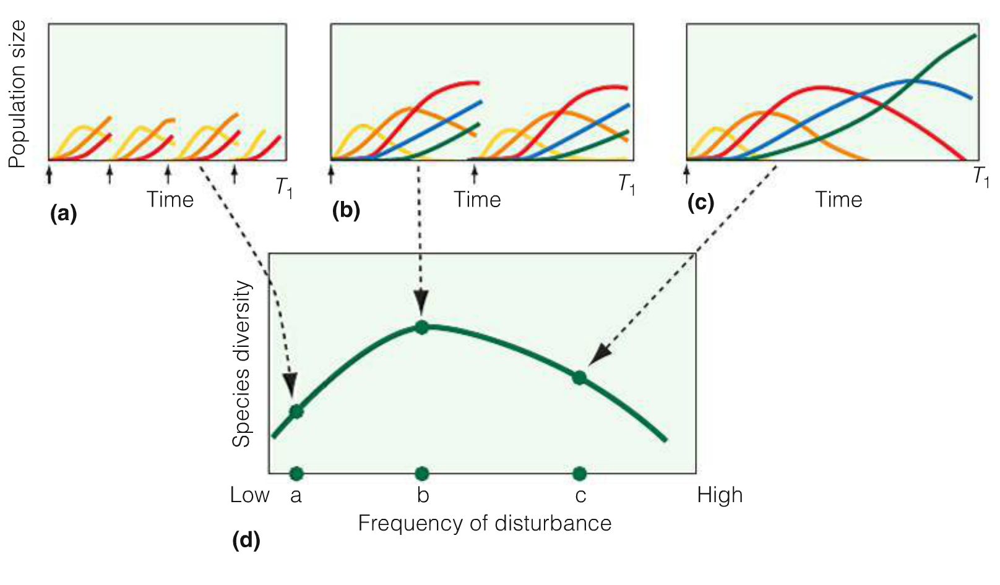 Population size
T1
Time
(a)
T1
Time
(b)
T1
Time
(c)
Species diversity
Low a b c High
Frequency of disturbance
(d)